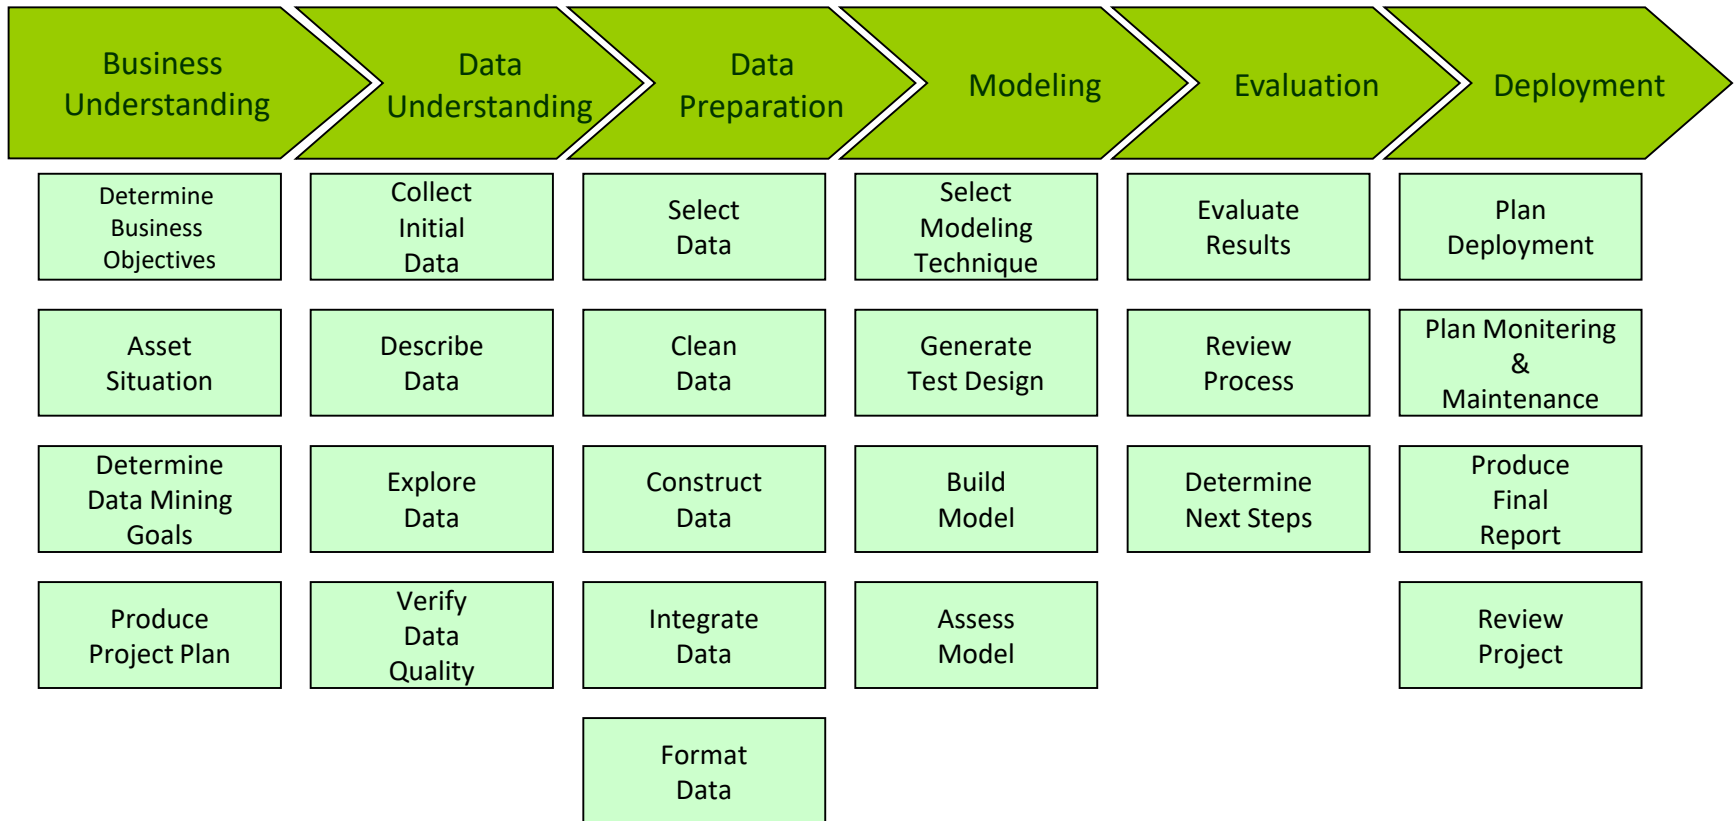 Business
Understanding
Data
Understanding
Data
Preparation
Modeling
Evaluation
Deployment
Determine
Business
Objectives
Asset
Situation
Determine
Data Mining
Goals
Produce
Project Plan
Collect
Initial
Data
Describe
Data
Explore
Data
Verify
Data
Quality
Select
Data
Clean
Data
Construct
Data
Integrate
Data
Format
Data
Select
Modeling
Technique
Generate
Test Design
Build
Model
Assess
Model
Evaluate
Results
Review
Process
Determine
Next Steps
Plan
Deployment
Plan Monitering
&
Maintenance
Produce
Final
Report
Review
Project